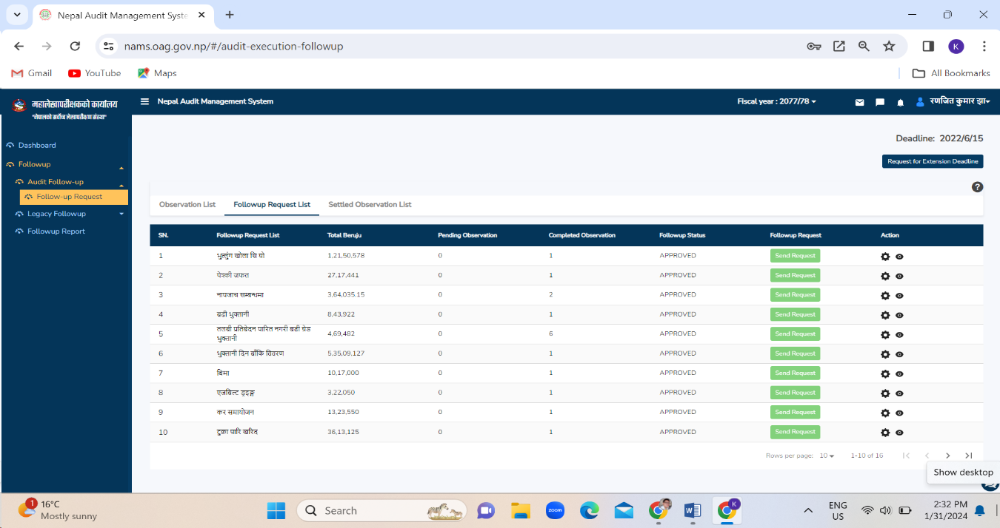 Nepal Audit Management Syste
nams.oag.gov.np/#/audit-execution-followup
K
Gmail YouTube Maps All Bookmarks
महालेखापरीक्षकको कार्यालय
"नेपालको सर्वोच्च लेखापरीक्षण संस्था"
Nepal Audit Management System Fiscal year : 2077/78 रणजित कुमार झा
Dashboard
Followup
Audit Follow-up
Follow-up Request
Legacy Followup
Followup Report
Deadline: 2022/6/15
Request for Extension Deadline
?
Observation List Followup Request List Settled Observation List
SN. Followup Request List Total Beruju Pending Observation Completed Observation Followup Status Followup Request Action
1 भुत्लुंग खोला सि यो 1,21,50,578 0 1 APPROVED Send Request
2 पेश्की जफत 27,17,441 0 1 APPROVED Send Request
3 नापजाच सम्बन्धमा 3,64,035.15 0 2 APPROVED Send Request
4 बढी भुक्तानी 8,43,922 0 1 APPROVED Send Request
5 तलबी प्रतिबेदन पारित नगरी बढी ग्रेड
भुक्तानी 4,69,482 0 6 APPROVED Send Request
6 भुक्तानी दिन बाँकि विवरण 5,35,09,127 0 1 APPROVED Send Request
7 बिमा 10,17,000 0 1 APPROVED Send Request
8 एजबिल्ट ड्रइङ्ग 3,22,050 0 1 APPROVED Send Request
9 कर समायोजन 13,23,550 0 1 APPROVED Send Request
10 टुक्रा पारि खरिद 36,13,125 0 1 APPROVED Send Request
Rows per page: 10 1-10 of 16
Show desktop
1 16°C
Mostly sunny
Search
zoom
K
ENG
US
2:32 PM
1/31/2024